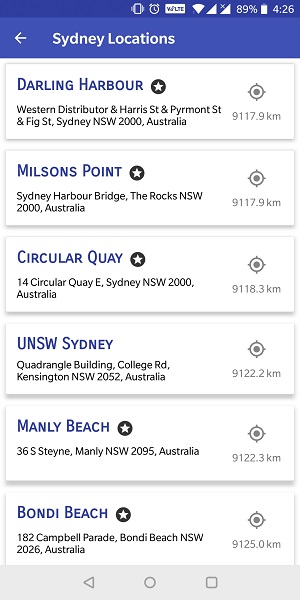 VoLTE 89% 4:26
Sydney Locations
DARLING HARBOUR
Western Distributor & Harris St & Pyrmont St
& Fig St, Sydney NSW 2000, Australia
9117.9 km
MILSONS POINT
Sydney Harbour Bridge, The Rocks NSW
2000, Australia
9117.9 km
CIRCULAR QUAY
14 Circular Quay E, Sydney NSW 2000,
Australia
9118.3 km
UNSW SYDNEY
Quadrangle Building, College Rd,
Kensington NSW 2052, Australia
9122.2 km
MANLY BEACH
36 S Steyne, Manly NSW 2095, Australia
9122.3 km
BONDI BEACH
182 Campbell Parade, Bondi Beach NSW
2026, Australia
9125.0 km